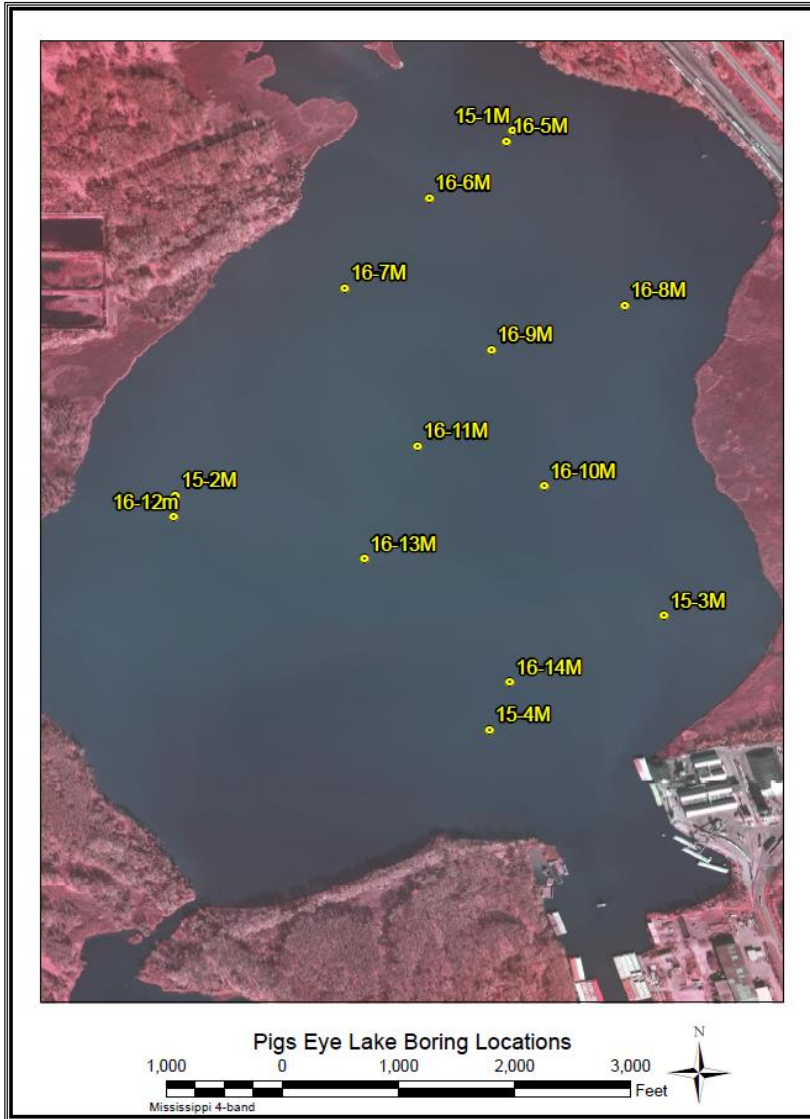 15-1M
16-5M
16-6M
16-7M
16-8M
16-9M
16-11M
16-10M
15-2M
16-12m
16-13M
15-3M
16-14M
15-4M
Pigs Eye Lake Boring Locations
N
1,000 0 1,000 2,000 3,000
Feet
Mississippi 4-band